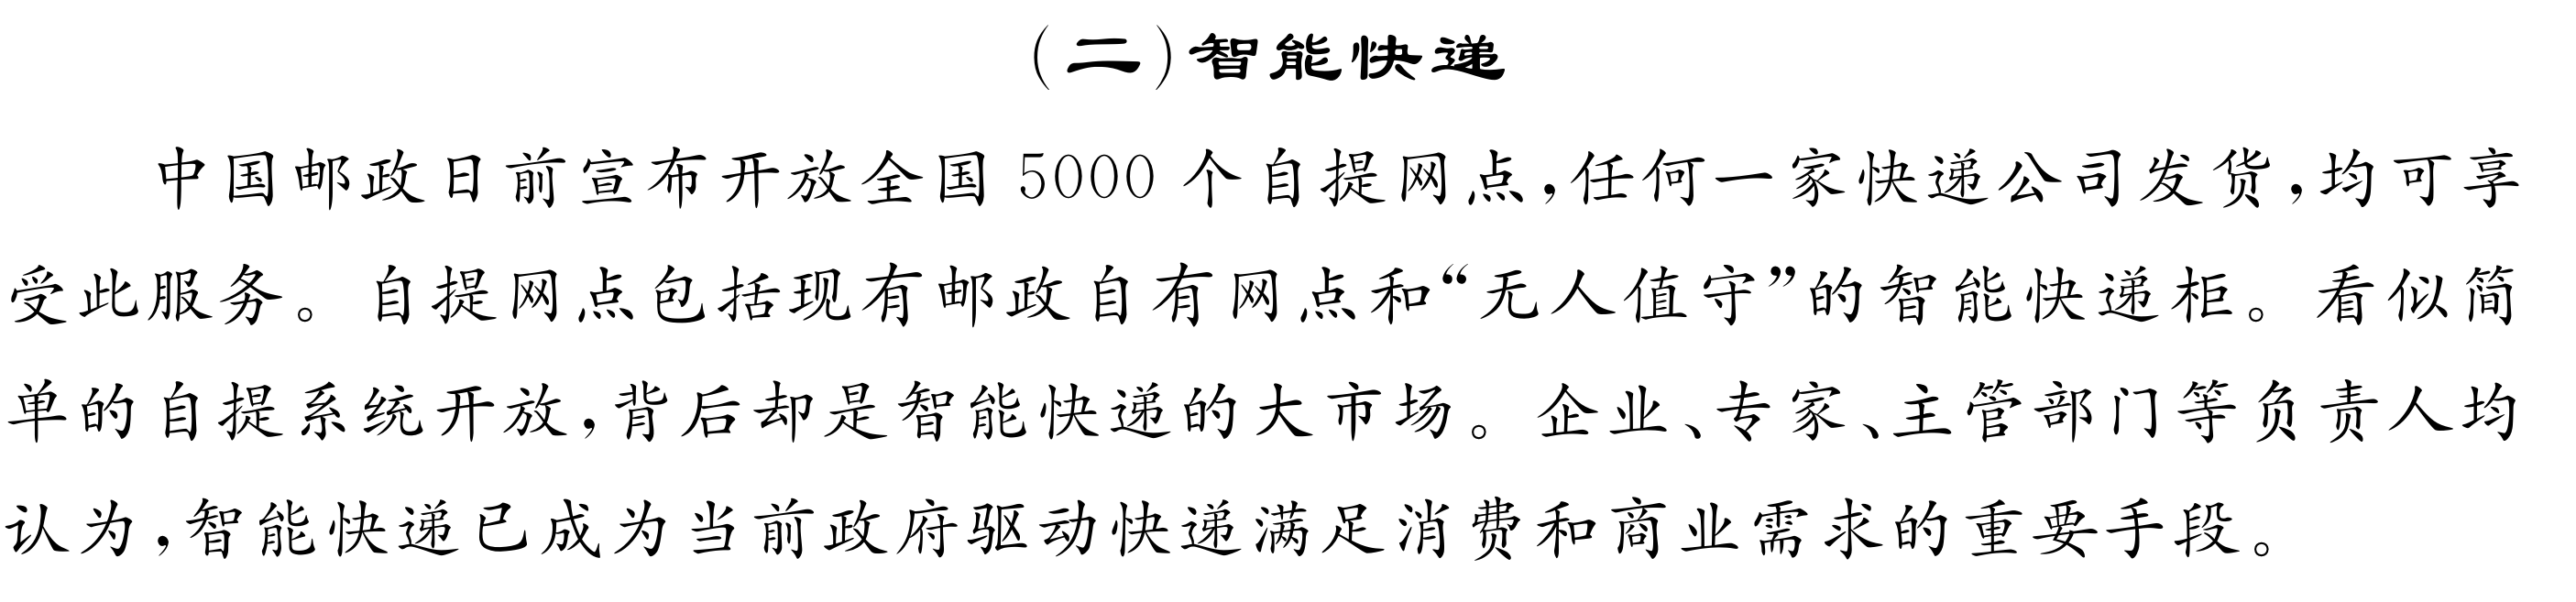 （二）智能快递
中国邮政日前宣布开放全国 5000 个自提网点，任何一家快递公司发货，均可享
受此服务。自提网点包括现有邮政自有网点和“无人值守”的智能快递柜。看似简
单的自提系统开放，背后却是智能快递的大市场。企业、专家、主管部门等负责人均
认为，智能快递已成为当前政府驱动快递满足消费和商业需求的重要手段。